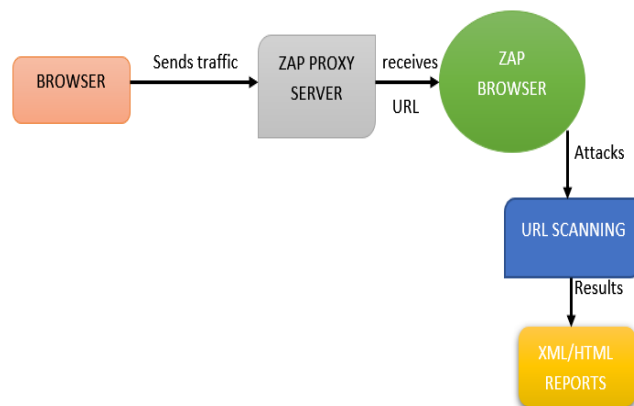 BROWSER
Sends traffic
ZAP PROXY
SERVER
receives
URL
ZAP
BROWSER
Attacks
URL SCANNING
Results
XML/HTML
REPORTS